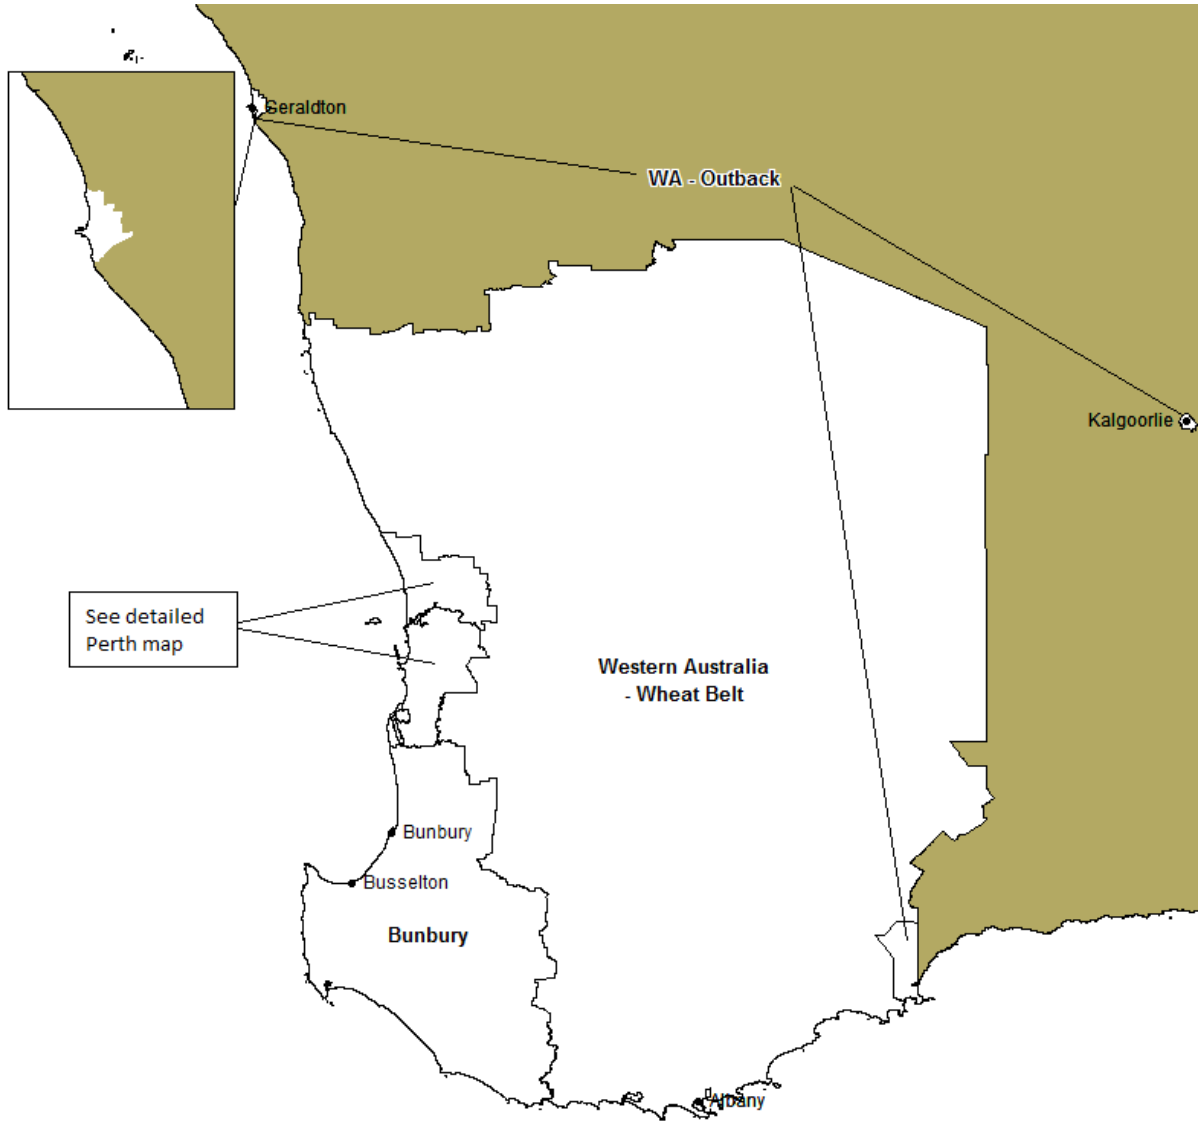 Geraldton
WA - Outback
Kalgoorlie
See detailed
Perth map
Western Australia
- Wheat Belt
Bunbury
Busselton
Bunbury
Albany